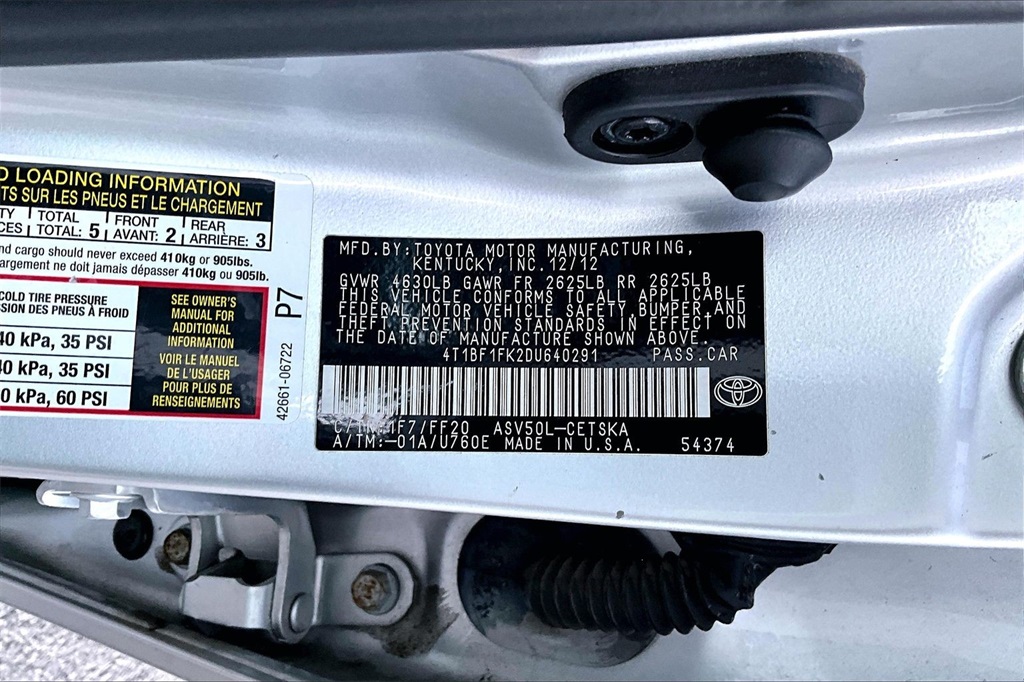 LOADING INFORMATION
SUR LES PNEUS ET LE CHARGEMENT
TOTAL FRONT REAR
TOTAL: 5 AVANT: 2 ARRIÈRE: 3
and cargo should never exceed 410kg or 905lbs.
chargement ne doit jamais dépasser 410kg ou 905lb.
COLD TIRE PRESSURE
DES PNEUS À FROID
kPa, 35 PSI
kPa, 35 PSI
kPa, 60 PSI
SEE OWNER'S
MANUAL FOR
ADDITIONAL
INFORMATION
VOIR LE MANUEL
DE L'USAGER
POUR PLUS DE
RENSEIGNEMENTS
P7
42661-06722
MFD.BY:TOYOTA MOTOR MANUFACTURING,
KENTUCKY,INC.12/12
GVWR 4630LB GAWR FR 2625LB RR 2625LB
THIS VEHICLE CONFORMS TO ALL APPLICABLE
FEDERAL MOTOR VEHICLE SAFETY,BUMPER,AND
THEFT PREVENTION STANDARDS IN EFFECT ON
THE DATE OF MANUFACTURE SHOWN ABOVE.
4T1BF1FK2DU640291 PASS.CAR
1F7/FF20 ASV50L-CETSKA
A/TM:-01A/U760E MADE IN U.S.A. 54374